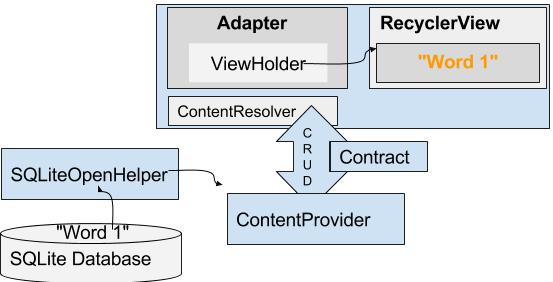 Adapter
RecyclerView
ViewHolder
"Word 1"
ContentResolver
C
R
U
D
Contract
SQLiteOpenHelper
ContentProvider
"Word 1"
SQLite Database